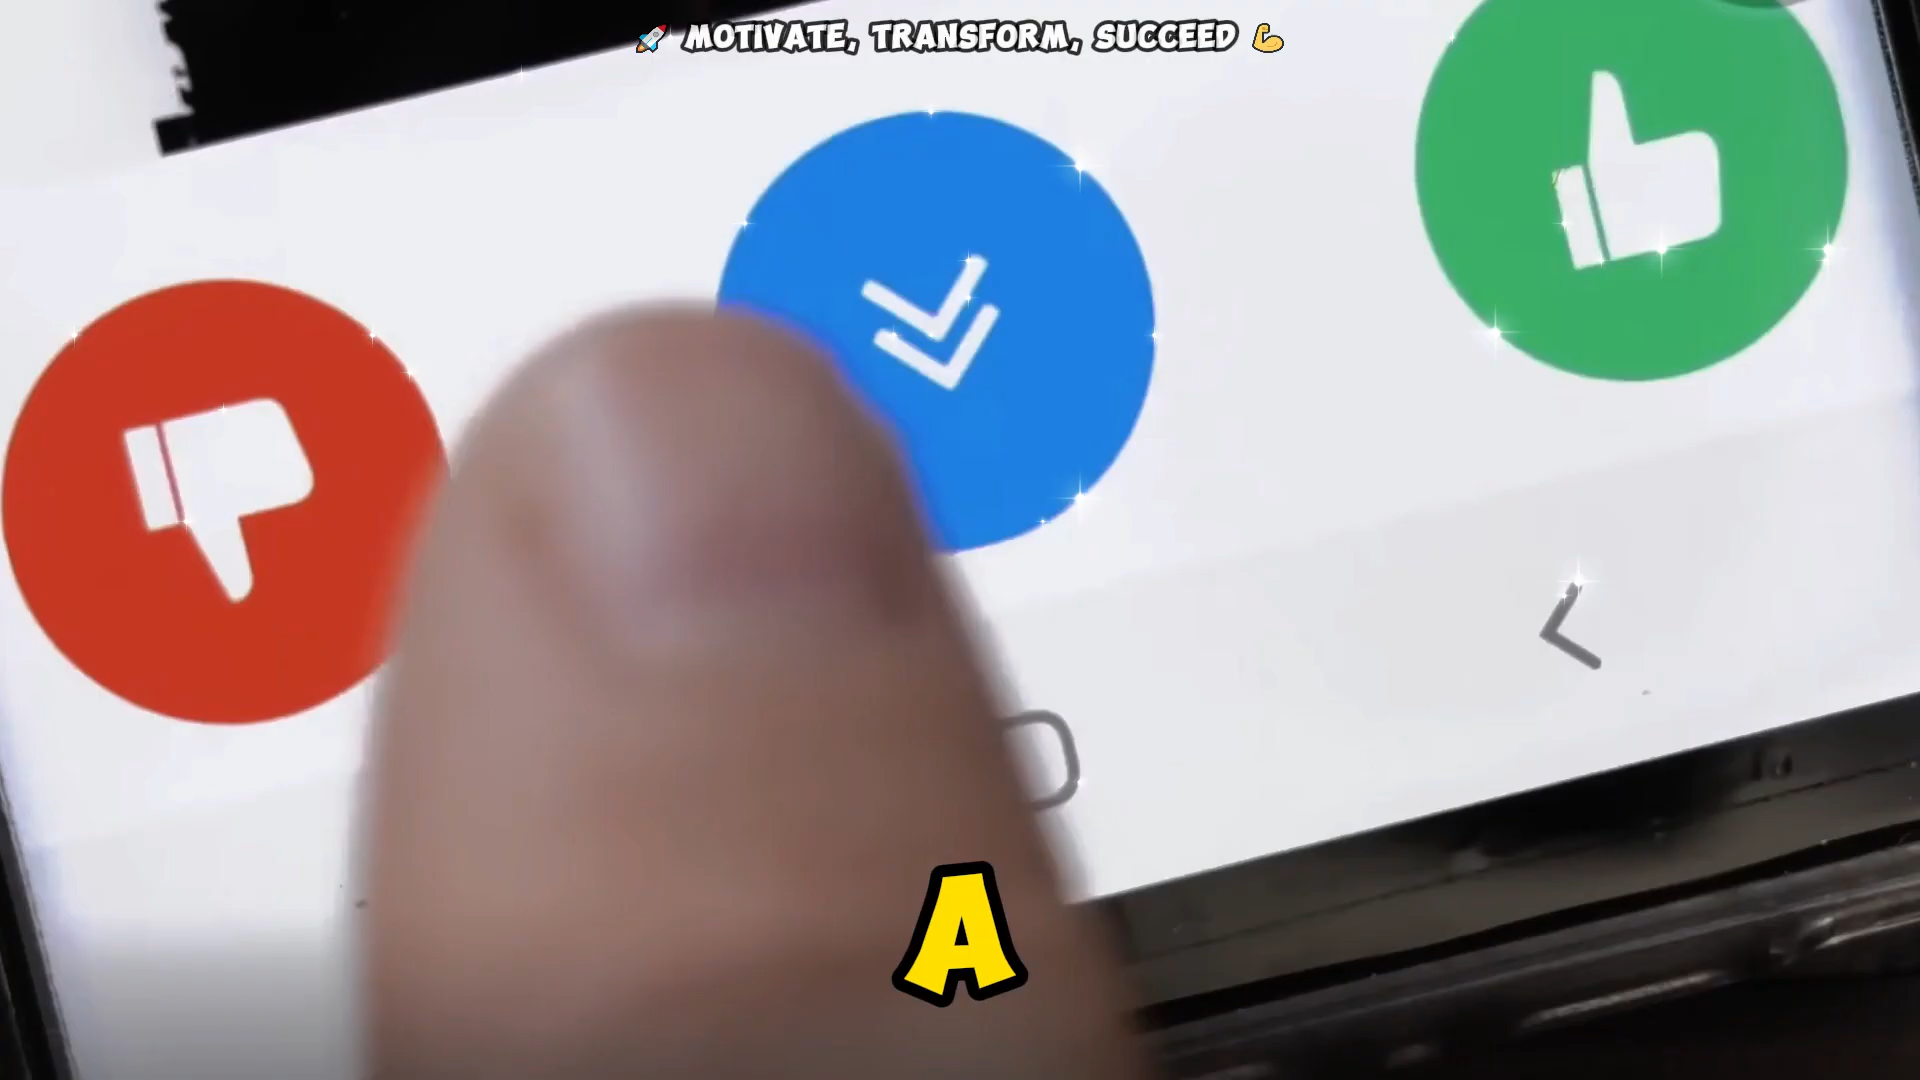 🚀 MOTIVATE, TRANSFORM, SUCCEED 💪
A